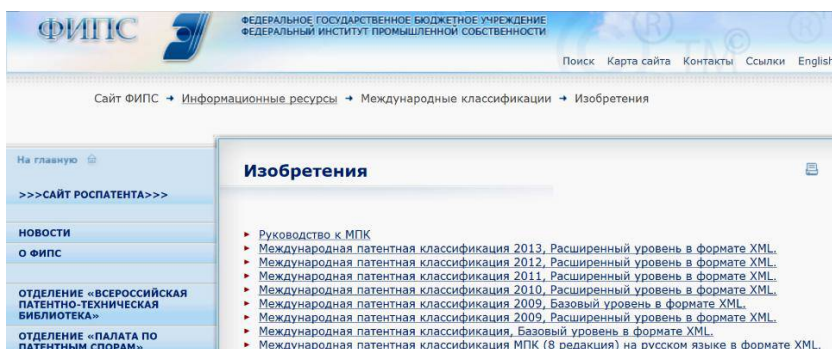 ФИПС
ФЕДЕРАЛЬНОЕ ГОСУДАРСТВЕННОЕ БЮДЖЕТНОЕ УЧРЕЖДЕНИЕ
ФЕДЕРАЛЬНЫЙ ИНСТИТУТ ПРОМЫШЛЕННОЙ СОБСТВЕННОСТИ
Поиск Карта сайта Контакты Ссылки English
Сайт ФИПС → Информационные ресурсы → Международные классификации → Изобретения
На главную
>>>САЙТ РОСПАТЕНТА>>>
НОВОСТИ
О ФИПС
ОТДЕЛЕНИЕ «ВСЕРОССИЙСКАЯ
ПАТЕНТНО-ТЕХНИЧЕСКАЯ
БИБЛИОТЕКА»
ОТДЕЛЕНИЕ «ПАЛАТА ПО
ПАТЕНТНЫМ СПОРАМ»
Изобретения
Руководство к МПК
Международная патентная классификация 2013, Расширенный уровень в формате XML.
Международная патентная классификация 2012, Расширенный уровень в формате XML.
Международная патентная классификация 2011, Расширенный уровень в формате XML.
Международная патентная классификация 2010, Расширенный уровень в формате XML.
Международная патентная классификация 2009, Базовый уровень в формате XML.
Международная патентная классификация 2009, Расширенный уровень в формате XML.
Международная патентная классификация, Базовый уровень в формате XML.
Международная патентная классификация МПК (8 редакция) на русском языке в формате XML.